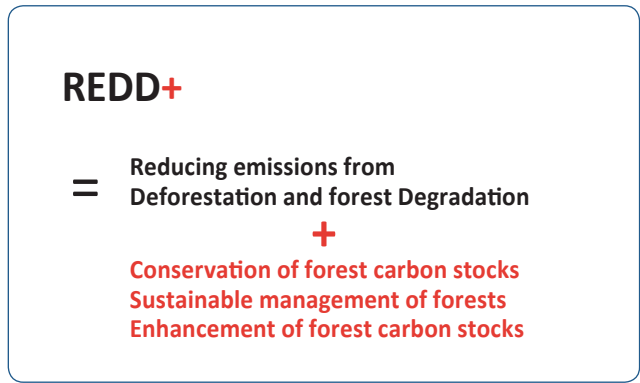 REDD+
= Reducing emissions from
Deforestation and forest Degradation
+
Conservation of forest carbon stocks
Sustainable management of forests
Enhancement of forest carbon stocks